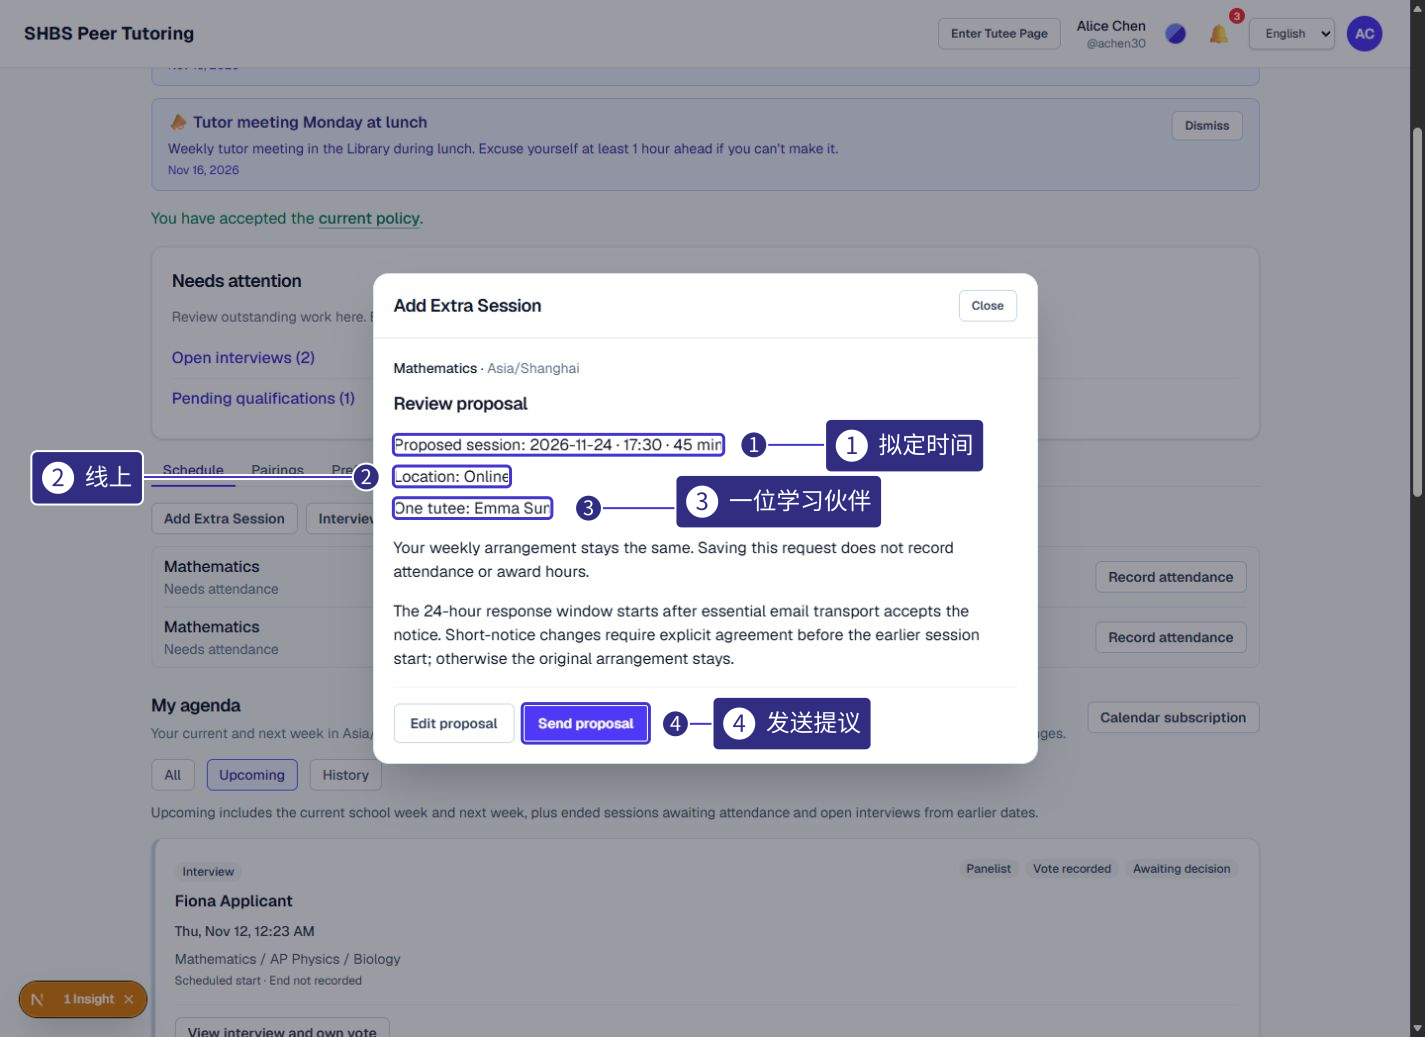 SHBS Peer Tutoring
Enter Tutee Page
Alice Chen
@achen30
3
English
AC
Tutor meeting Monday at lunch
Dismiss
Weekly tutor meeting in the Library during lunch. Excuse yourself at least 1 hour ahead if you can't make it.
Nov 16, 2026
You have accepted the current policy.
Needs attention
Review outstanding work here.
Open interviews (2)
Pending qualifications (1)
Schedule
Pairings
Add Extra Session
Mathematics
Needs attendance
Record attendance
Mathematics
Needs attendance
Record attendance
Add Extra Session
Close
Mathematics · Asia/Shanghai
Review proposal
Proposed session: 2026-11-24 · 17:30 · 45 min
1
1 拟定时间
2 线上
2
Location: Online
One tutee: Emma Sun
3
3 一位学习伙伴
Your weekly arrangement stays the same. Saving this request does not record
attendance or award hours.
The 24-hour response window starts after essential email transport accepts the
notice. Short-notice changes require explicit agreement before the earlier session
start; otherwise the original arrangement stays.
Edit proposal
Send proposal
4
4 发送提议
My agenda
Your current and next week in Asia/
Calendar subscription
All
Upcoming
History
Upcoming includes the current school week and next week, plus ended sessions awaiting attendance and open interviews from earlier dates.
Interview
Panelist
Vote recorded
Awaiting decision
Fiona Applicant
Thu, Nov 12, 12:23 AM
Mathematics / AP Physics / Biology
Scheduled start · End not recorded
View interview and own vote
N
1 Insight ×